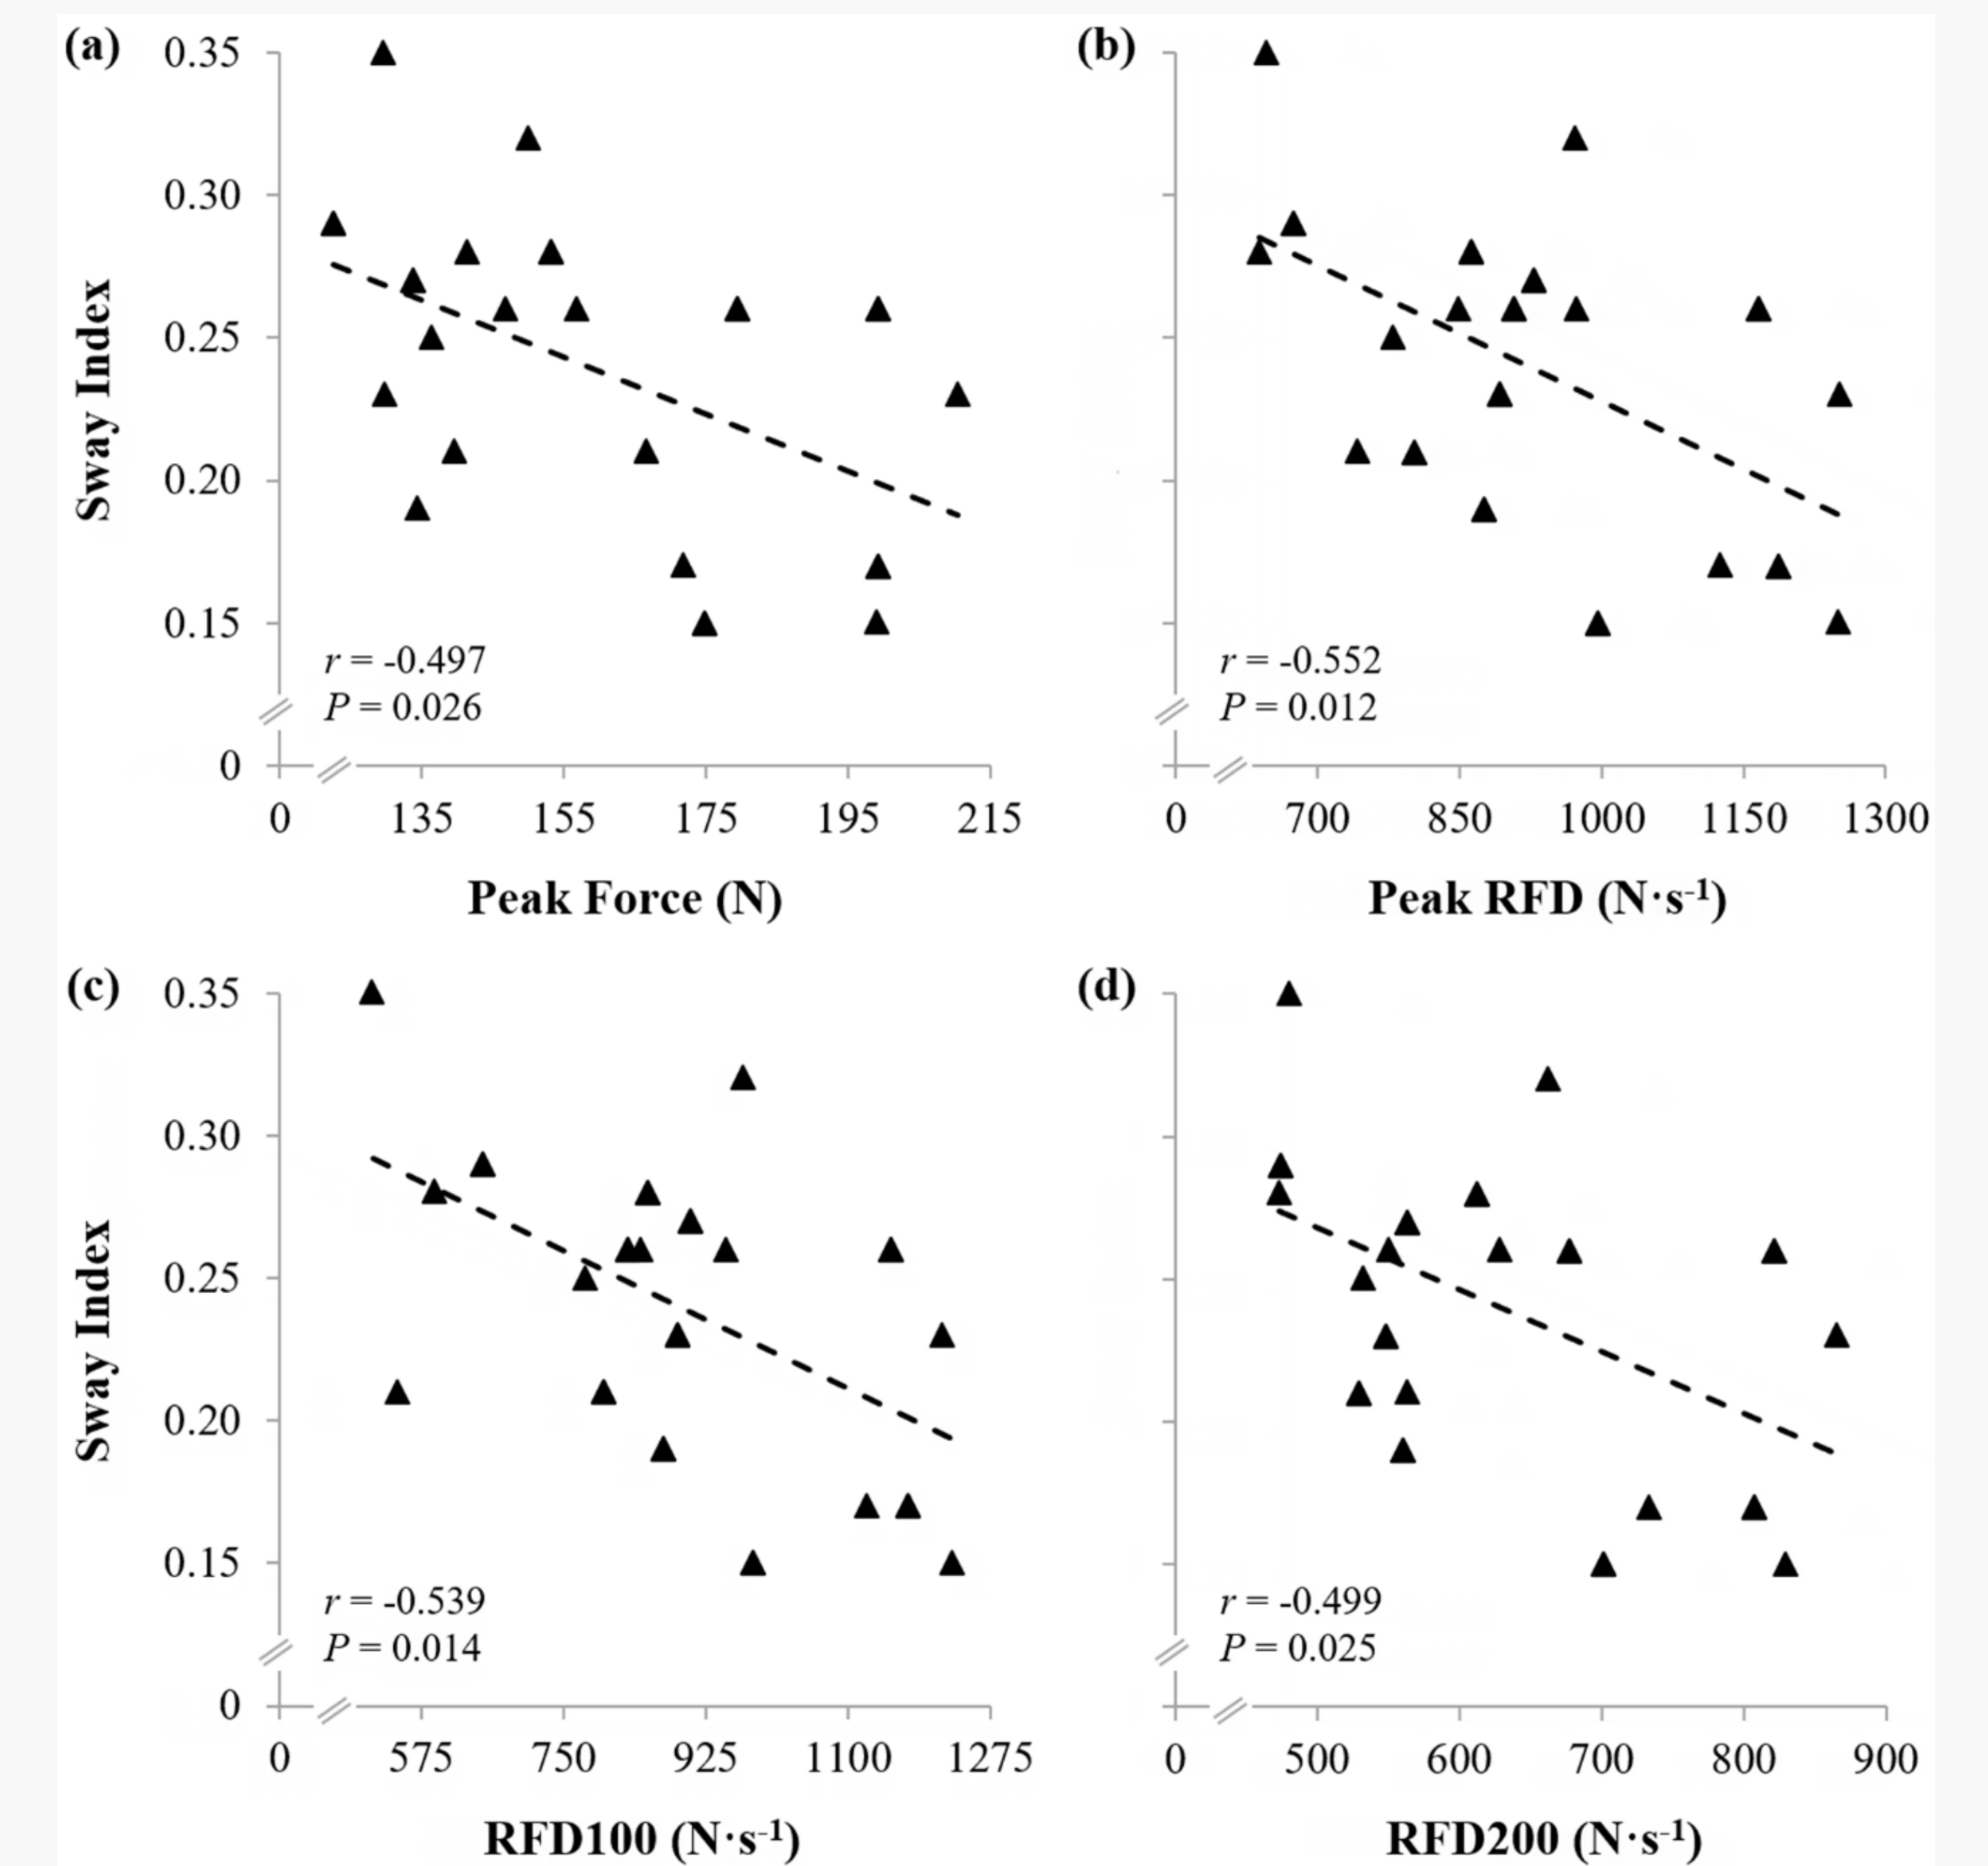 (a)
0.35
0.30
0.25
0.20
0.15
0
Sway Index
r = -0.497
P = 0.026
0 135 155 175 195 215
Peak Force (N)
(b)
r = -0.552
P = 0.012
0 700 850 1000 1150 1300
Peak RFD (N·s⁻¹)
(c)
0.35
0.30
0.25
0.20
0.15
0
Sway Index
r = -0.539
P = 0.014
0 575 750 925 1100 1275
RFD100 (N·s⁻¹)
(d)
r = -0.499
P = 0.025
0 500 600 700 800 900
RFD200 (N·s⁻¹)